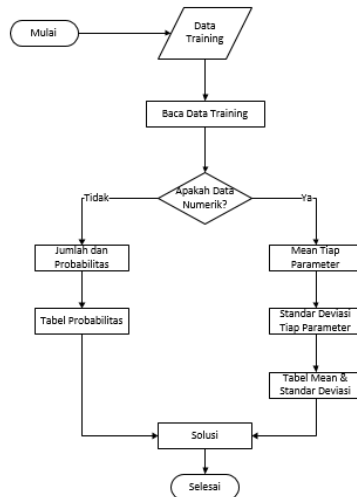 Mulai
Data
Training
Baca Data Training
Apakah Data
Numerik?
Tidak
Ya
Jumlah dan
Probabilitas
Mean Tiap
Parameter
Tabel Probabilitas
Standar Deviasi
Tiap Parameter
Tabel Mean &
Standar Deviasi
Solusi
Selesai